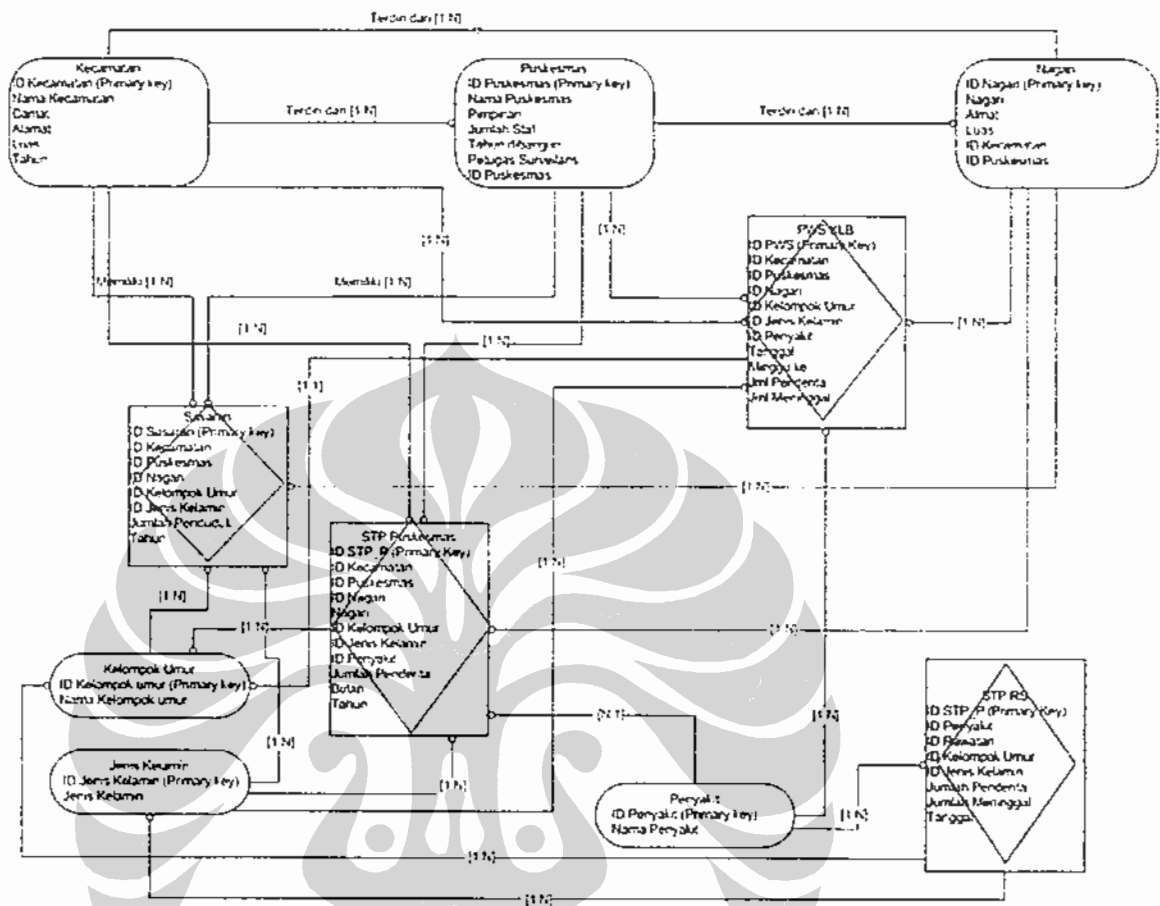 Terdiri dari [1:N]
Kecamatan
ID Kecamatan (Primary key)
Nama Kecamatan
Camat
Alamat
Luas
Tahun
Terdiri dari [1:N]
Puskesmas
ID Puskesmas (Primary key)
Nama Puskesmas
Pimpinan
Jumlah Staf
Tahun dibangun
Petugas Surveilans
ID Puskesmas
Terdiri dari [1:N]
Nagari
ID Nagari (Primary key)
Nagari
Almat
Luas
ID Kecamatan
ID Puskesmas
[1:N]
[1:N]
PWS KLB
ID PWS (Primary Key)
ID Kecamatan
ID Puskesmas
ID Nagari
ID Kelompok Umur
ID Jenis Kelamin
ID Penyakit
Tanggal
Minggu ke
Jml Penderita
Jml Meninggal
[1:N]
Memiliki [1:N]
Memiliki [1:N]
[1:N]
[1:N]
[1:1]
Sasaran
ID Sasaran (Primary key)
ID Kecamatan
ID Puskesmas
ID Nagari
ID Kelompok Umur
ID Jenis Kelamin
Jumlah Penduduk
Tahun
[1:N]
STP Puskesmas
ID STP_P (Primary Key)
ID Kecamatan
ID Puskesmas
ID Nagari
Nagari
ID Kelompok Umur
ID Jenis Kelamin
ID Penyakit
Jumlah Penderita
Bulan
Tahun
[1:N]
[1:N]
[1:N]
[1:N]
Kelompok Umur
ID Kelompok umur (Primary key)
Nama Kelompok umur
[1:N]
Jenis Kelamin
ID Jenis Kelamin (Primary key)
Jenis Kelamin
[1:N]
[N:1]
[1:N]
Penyakit
ID Penyakit (Primary key)
Nama Penyakit
[1:N]
STP RS
ID STP_P (Primary Key)
ID Penyakit
ID Rawatan
ID Kelompok Umur
ID Jenis Kelamin
Jumlah Penderita
Jumlah Meninggal
Tanggal
[1:N]
[1:N]